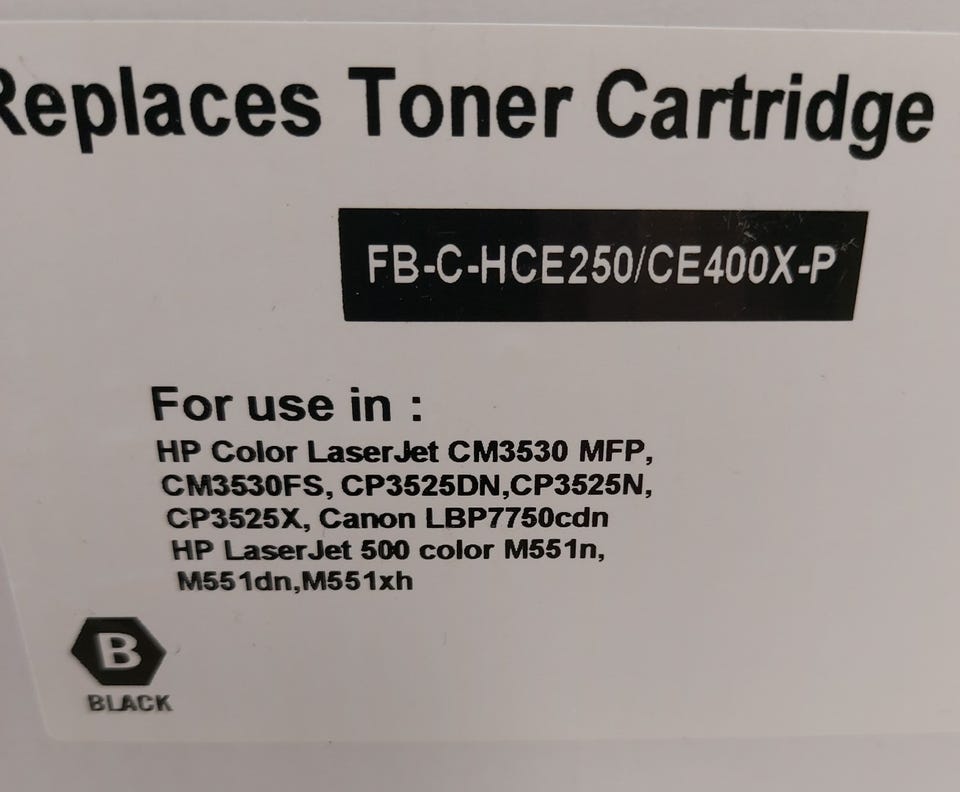 Replaces Toner Cartridge
FB-C-HCE250/CE400X-P
For use in :
HP Color LaserJet CM3530 MFP,
CM3530FS, CP3525DN,CP3525N,
CP3525X, Canon LBP7750cdn
HP LaserJet 500 color M551n,
M551dn,M551xh
B
BLACK